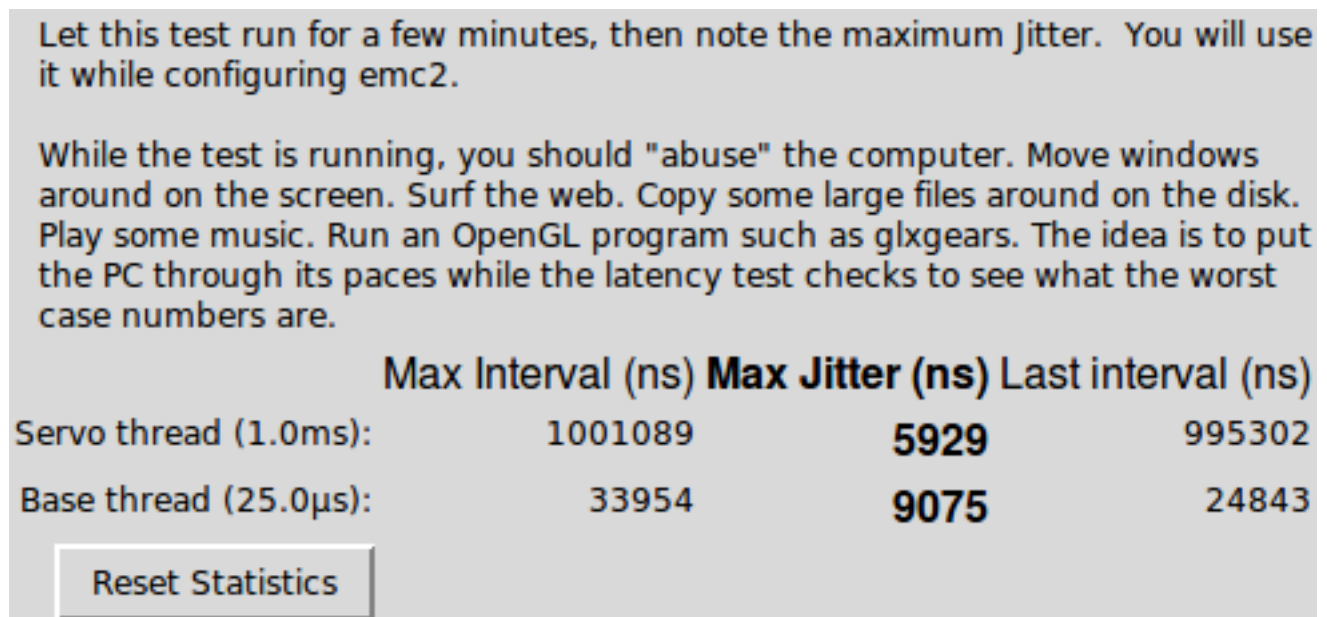 Let this test run for a few minutes, then note the maximum Jitter.  You will use
it while configuring emc2.
While the test is running, you should "abuse" the computer. Move windows
around on the screen. Surf the web. Copy some large files around on the disk.
Play some music. Run an OpenGL program such as glxgears. The idea is to put
the PC through its paces while the latency test checks to see what the worst
case numbers are.
Max Interval (ns) Max Jitter (ns) Last interval (ns)
Servo thread (1.0ms): 1001089 5929 995302
Base thread (25.0µs): 33954 9075 24843
Reset Statistics